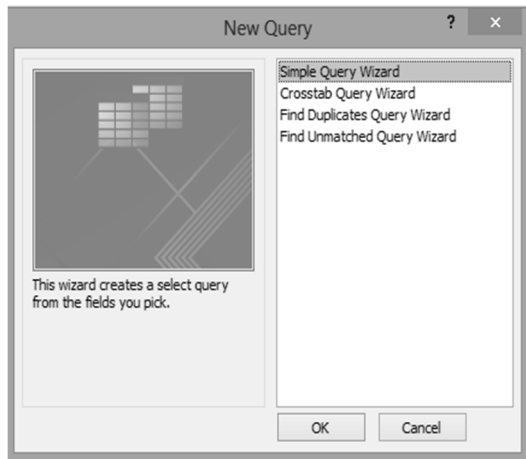 New Query
?
×
Simple Query Wizard
Crosstab Query Wizard
Find Duplicates Query Wizard
Find Unmatched Query Wizard
This wizard creates a select query
from the fields you pick.
OK
Cancel